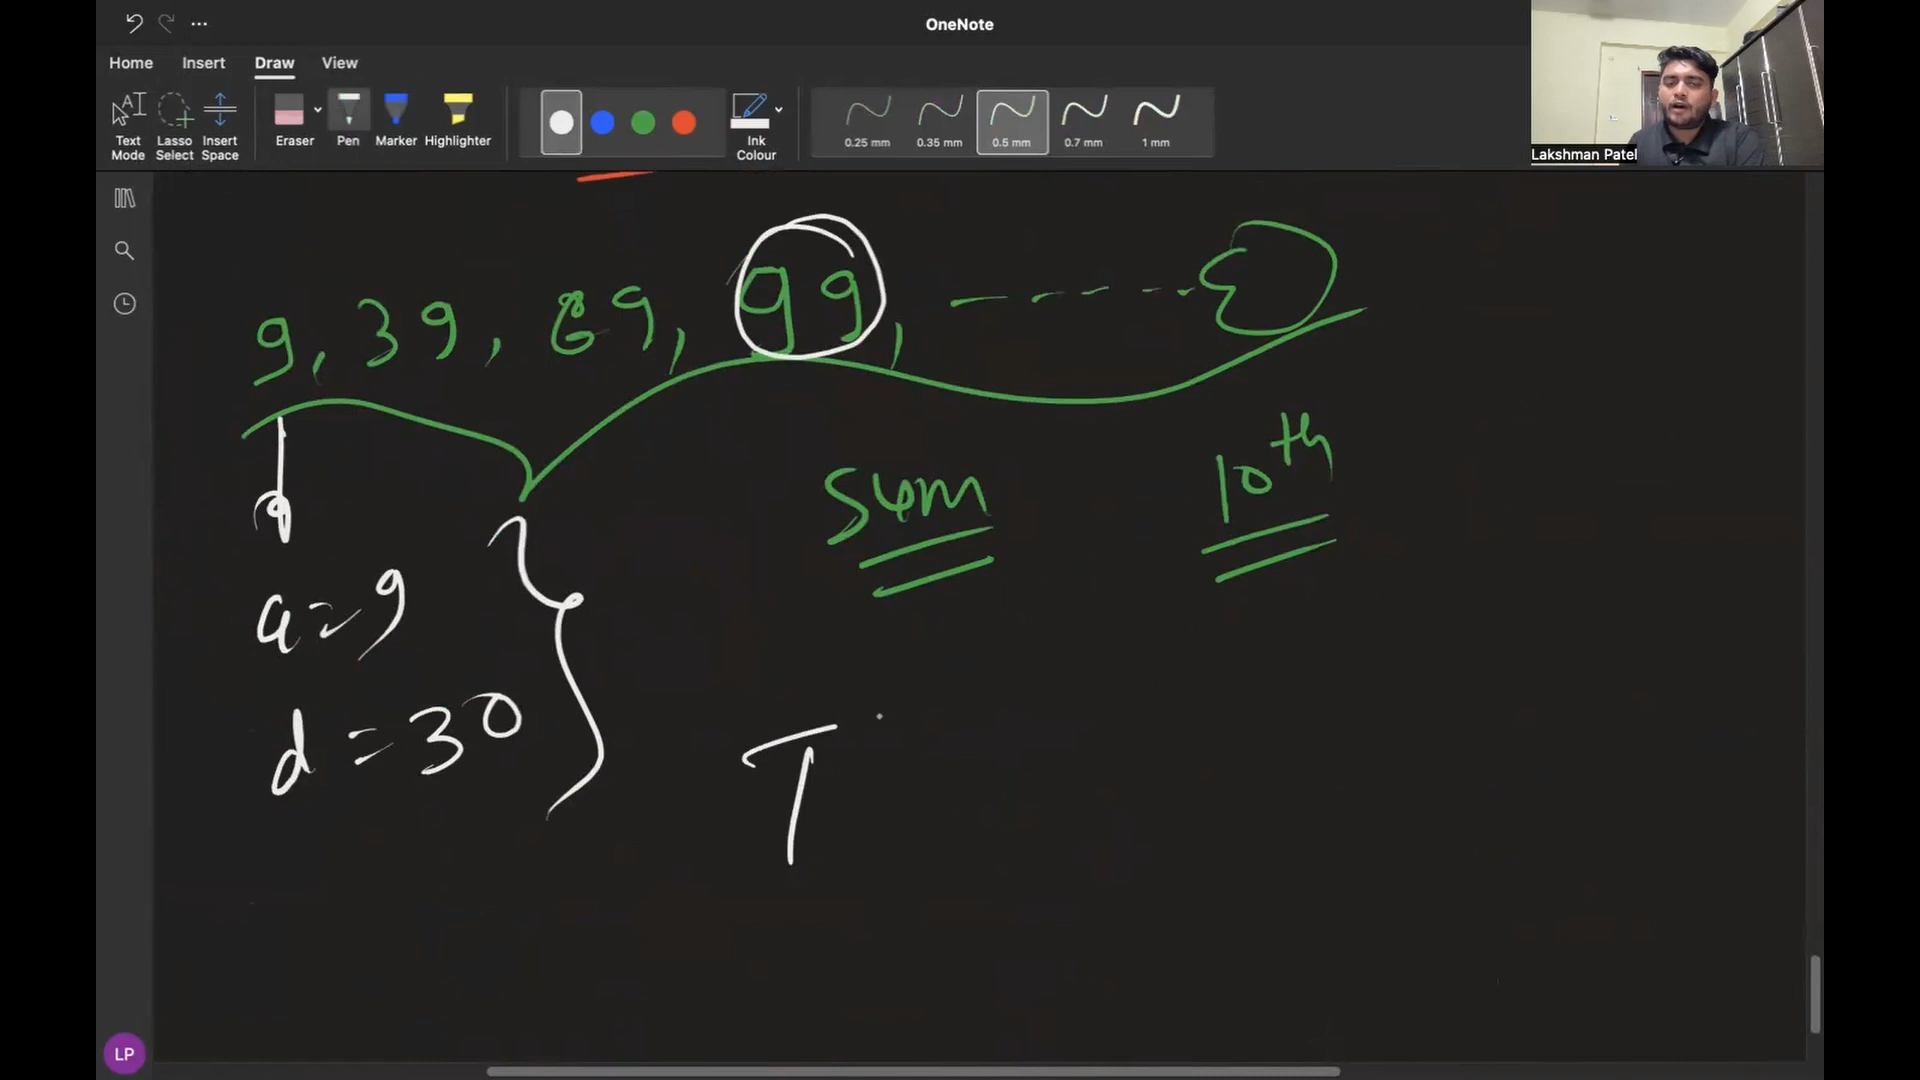 OneNote
Home Insert Draw View
Text Mode Lasso Select Insert Space Eraser Pen Marker Highlighter Ink Colour 0.25 mm 0.35 mm 0.5 mm 0.7 mm 1 mm
Lakshman Patel
9, 39, 69, 99, -----
a
sum 10th
a=9
d=30
T
LP